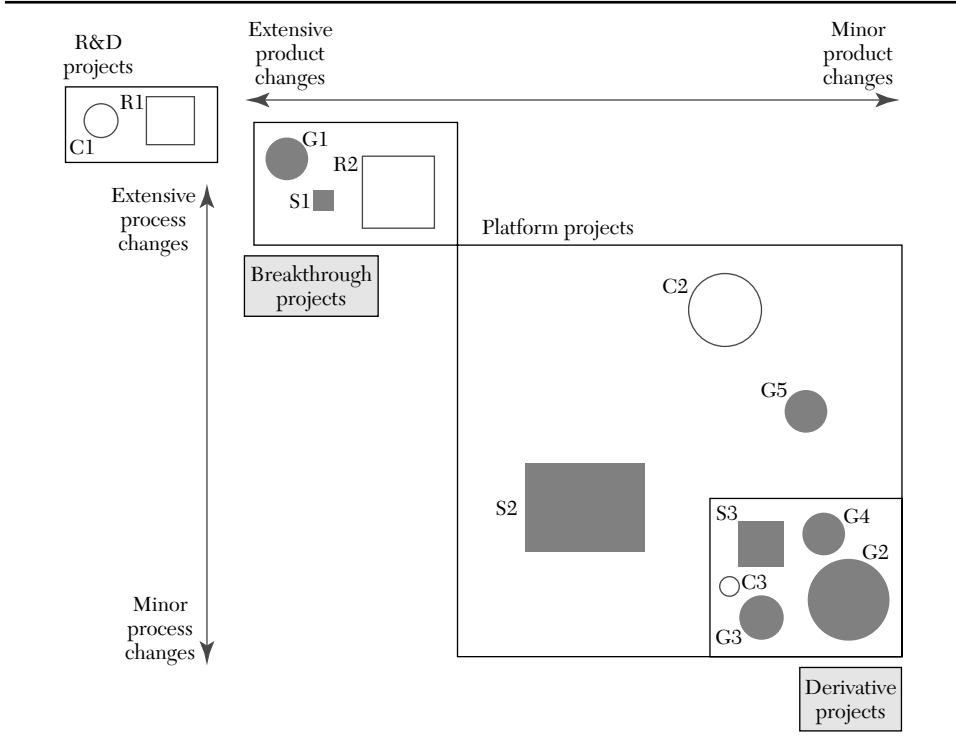 R&D
projects
Extensive
product
changes
Minor
product
changes
R1
C1
G1
R2
S1
Extensive
process
changes
Platform projects
Breakthrough
projects
C2
G5
S2
S3
G4
G2
C3
G3
Minor
process
changes
Derivative
projects